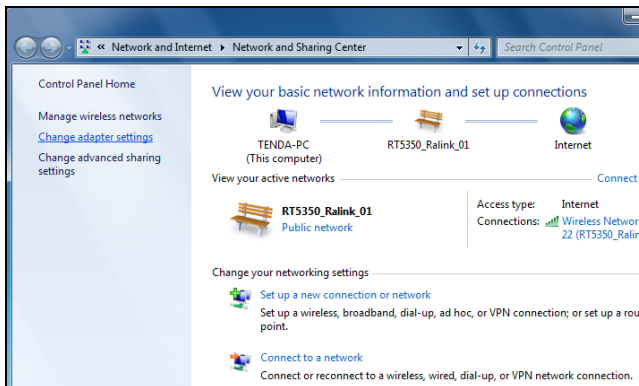 « Network and Internet ▸ Network and Sharing Center
Search Control Panel
Control Panel Home
Manage wireless networks
Change adapter settings
Change advanced sharing
settings
View your basic network information and set up connections
TENDA-PC
(This computer)
RT5350_Ralink_01
Internet
View your active networks
Connect
RT5350_Ralink_01
Public network
Access type: Internet
Connections: Wireless Networ
22 (RT5350_Ralin
Change your networking settings
Set up a new connection or network
Set up a wireless, broadband, dial-up, ad hoc, or VPN connection; or set up a rou
point.
Connect to a network
Connect or reconnect to a wireless, wired, dial-up, or VPN network connection.